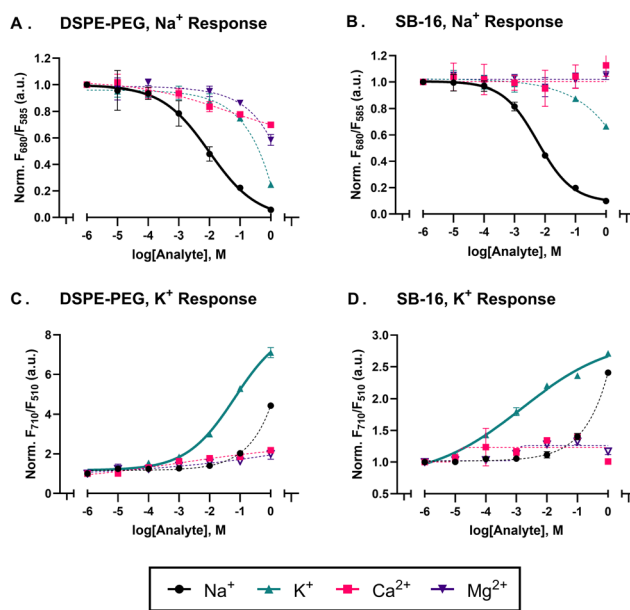 A. DSPE-PEG, Na⁺ Response
Norm. F₆₈₀/F₅₈₅ (a.u.)
1.4
1.2
1.0
0.8
0.6
0.4
0.2
0.0
-6 -5 -4 -3 -2 -1 0
log[Analyte], M
B. SB-16, Na⁺ Response
Norm. F₆₈₀/F₅₈₅ (a.u.)
1.4
1.2
1.0
0.8
0.6
0.4
0.2
0.0
-6 -5 -4 -3 -2 -1 0
log[Analyte], M
C. DSPE-PEG, K⁺ Response
Norm. F₇₁₀/F₅₁₀ (a.u.)
8
6
4
2
0
-6 -5 -4 -3 -2 -1 0
log[Analyte], M
D. SB-16, K⁺ Response
Norm. F₇₁₀/F₅₁₀ (a.u.)
3.0
2.5
2.0
1.5
1.0
0.5
-6 -5 -4 -3 -2 -1 0
log[Analyte], M
Na⁺ K⁺ Ca²⁺ Mg²⁺